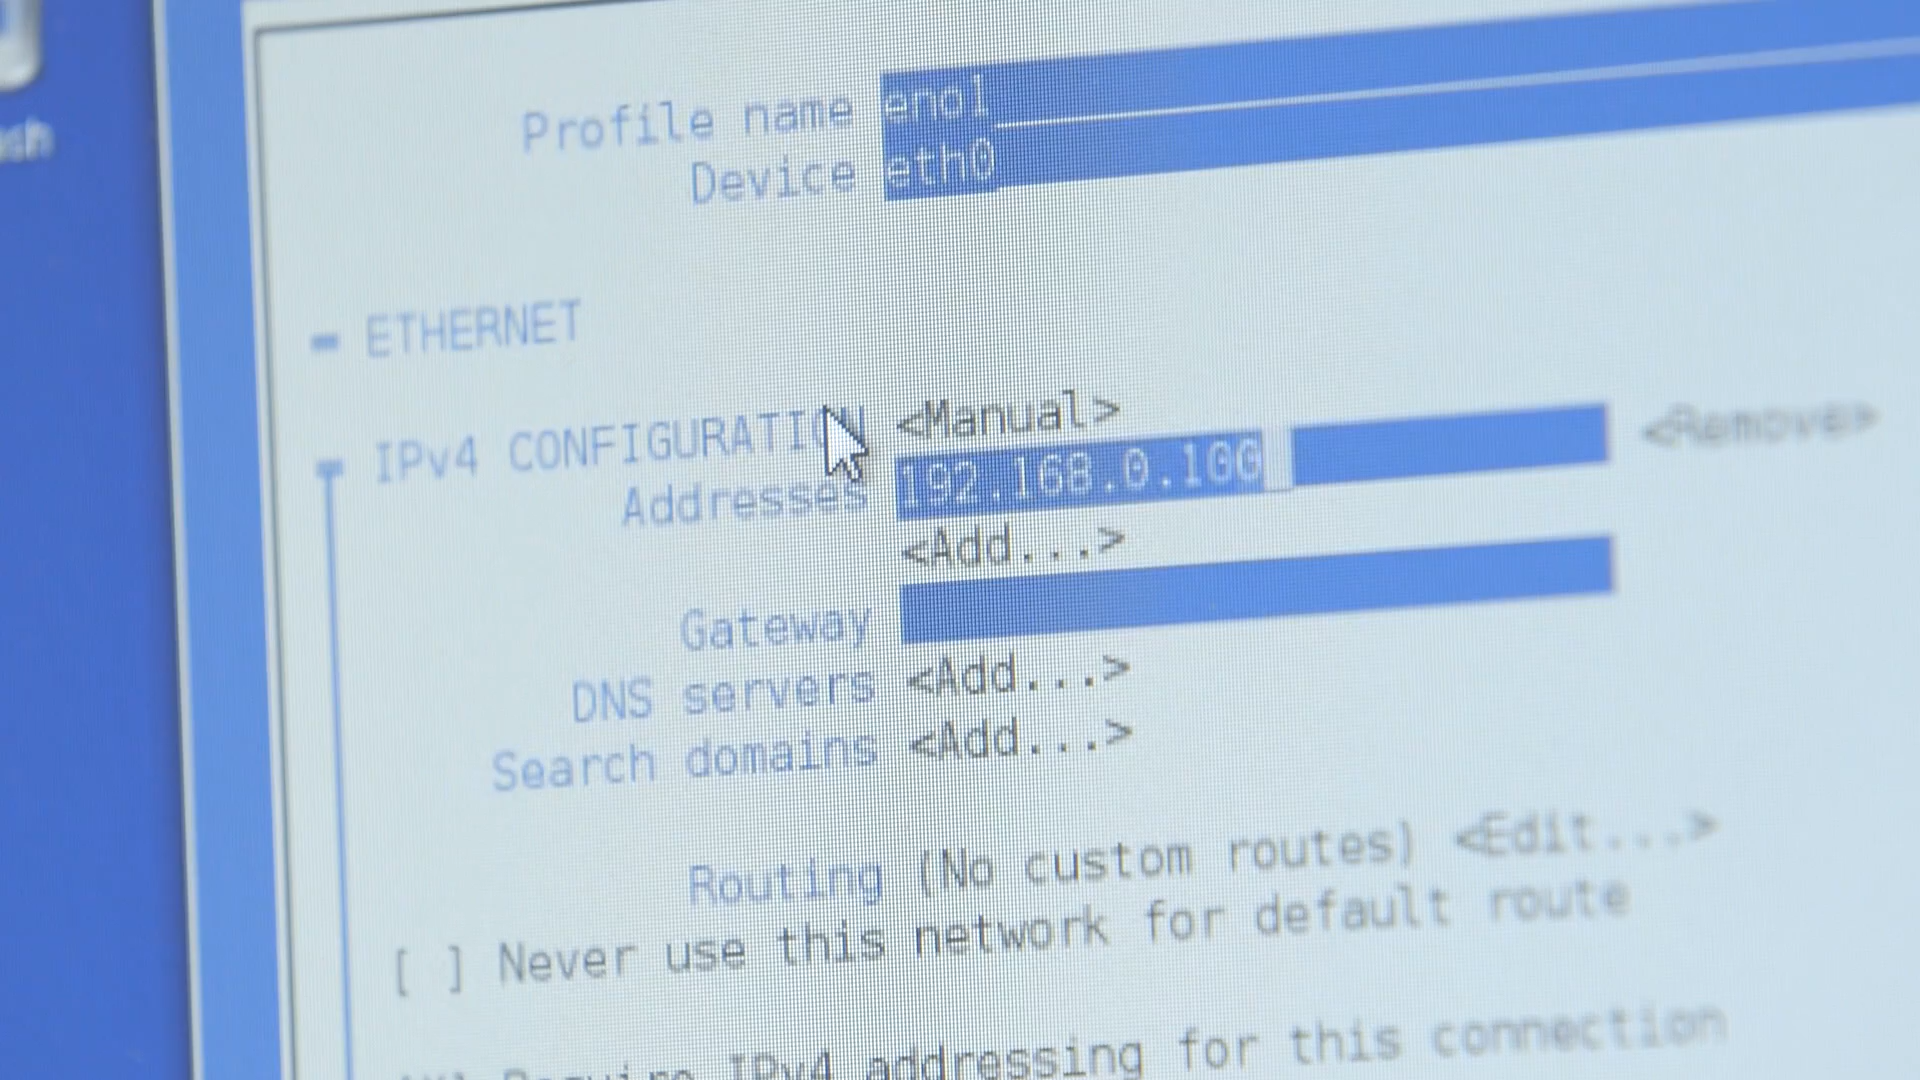 Profile name eno1
Device eth0
ETHERNET
IPv4 CONFIGURATION <Manual>
Addresses 192.168.0.100 <Remove>
<Add...>
Gateway
DNS servers <Add...>
Search domains <Add...>
Routing (No custom routes) <Edit...>
[ ] Never use this network for default route
IPv4 addressing for this connection